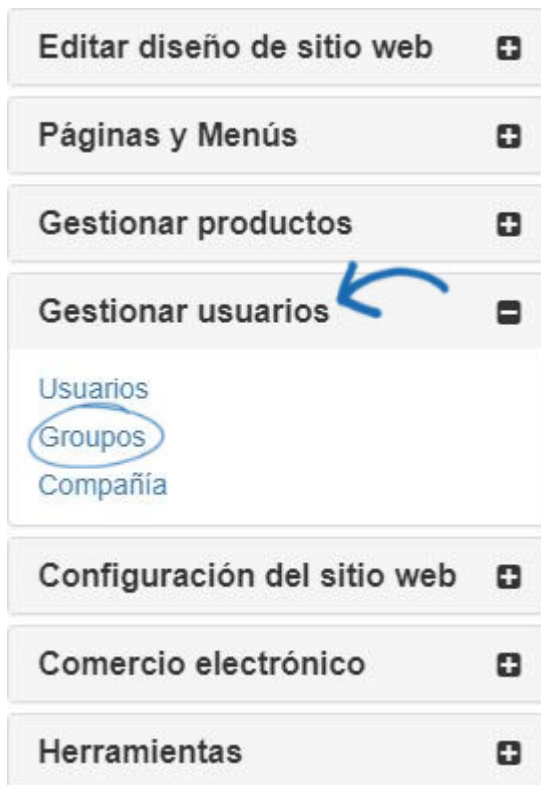 Editar diseño de sitio web
Páginas y Menús
Gestionar productos
Gestionar usuarios
Usuarios
Groupos
Compañía
Configuración del sitio web
Comercio electrónico
Herramientas